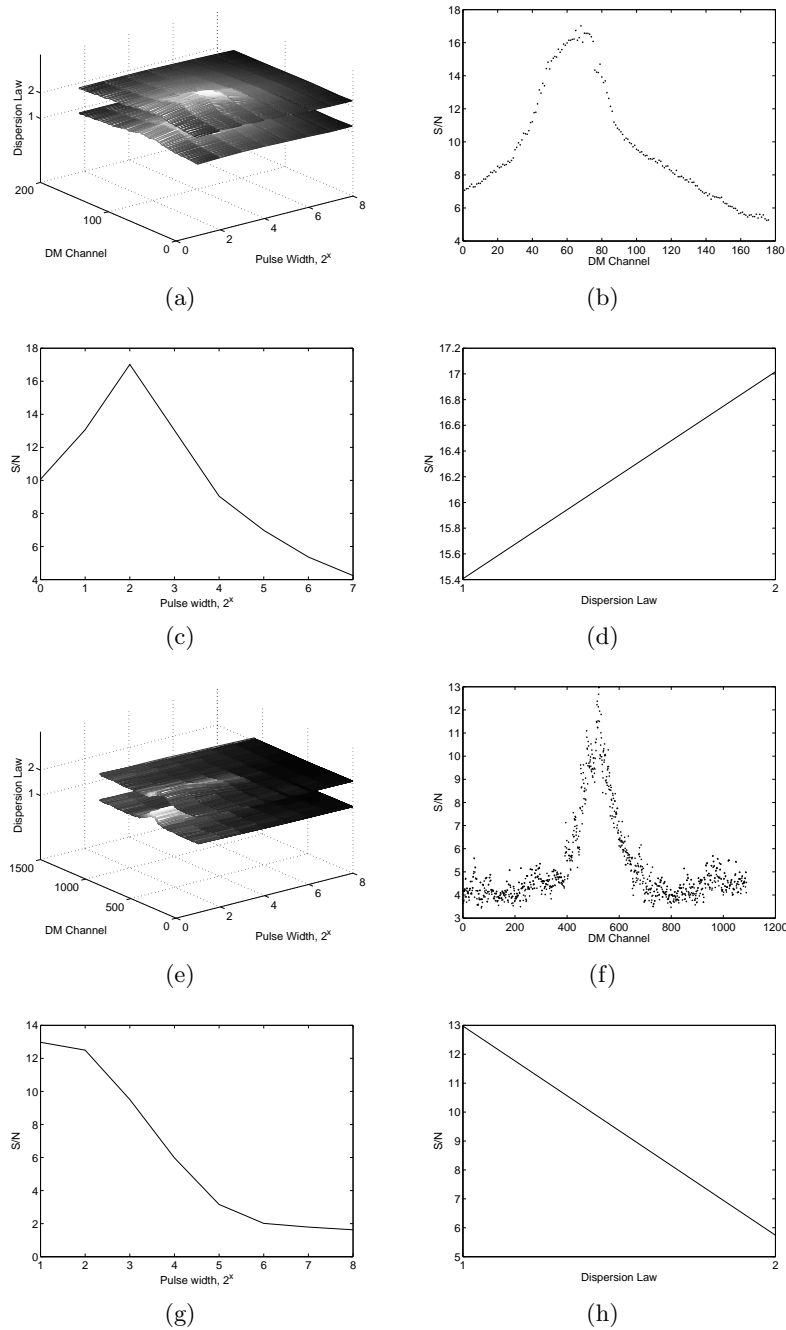 Dispersion Law
2
1
200
100
0
DM Channel
0
2
4
6
8
Pulse Width, 2^x
(a)
18
16
14
12
10
8
6
4
S/N
0 20 40 60 80 100 120 140 160 180
DM Channel
(b)
18
16
14
12
10
8
6
4
S/N
0 1 2 3 4 5 6 7
Pulse width, 2^x
(c)
17.2
17
16.8
16.6
16.4
16.2
16
15.8
15.6
15.4
S/N
1 2
Dispersion Law
(d)
Dispersion Law
2
1
1500
1000
500
0
DM Channel
0
2
4
6
8
Pulse Width, 2^x
(e)
13
12
11
10
9
8
7
6
5
4
3
S/N
0 200 400 600 800 1000 1200
DM Channel
(f)
14
12
10
8
6
4
2
0
S/N
1 2 3 4 5 6 7 8
Pulse width, 2^x
(g)
13
12
11
10
9
8
7
6
5
S/N
1 2
Dispersion Law
(h)